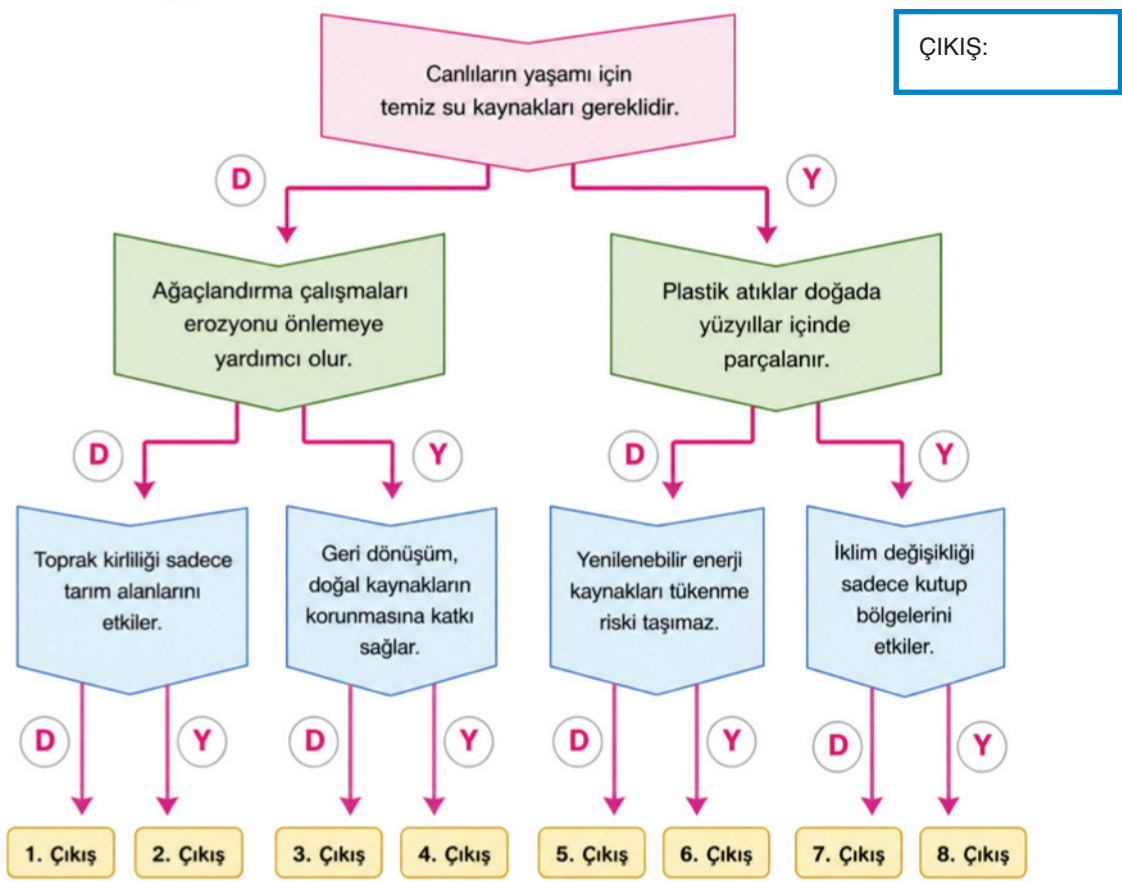 ÇIKIŞ:
Canlıların yaşamı için
temiz su kaynakları gereklidir.
D
Y
Ağaçlandırma çalışmaları
erozyonu önlemeye
yardımcı olur.
Plastik atıklar doğada
yüzyıllar içinde
parçalanır.
D
Y
D
Y
Toprak kirliliği sadece
tarım alanlarını
etkiler.
Geri dönüşüm,
doğal kaynakların
korunmasına katkı
sağlar.
Yenilenebilir enerji
kaynakları tükenme
riski taşımaz.
İklim değişikliği
sadece kutup
bölgelerini
etkiler.
D
Y
D
Y
D
Y
D
Y
1. Çıkış
2. Çıkış
3. Çıkış
4. Çıkış
5. Çıkış
6. Çıkış
7. Çıkış
8. Çıkış